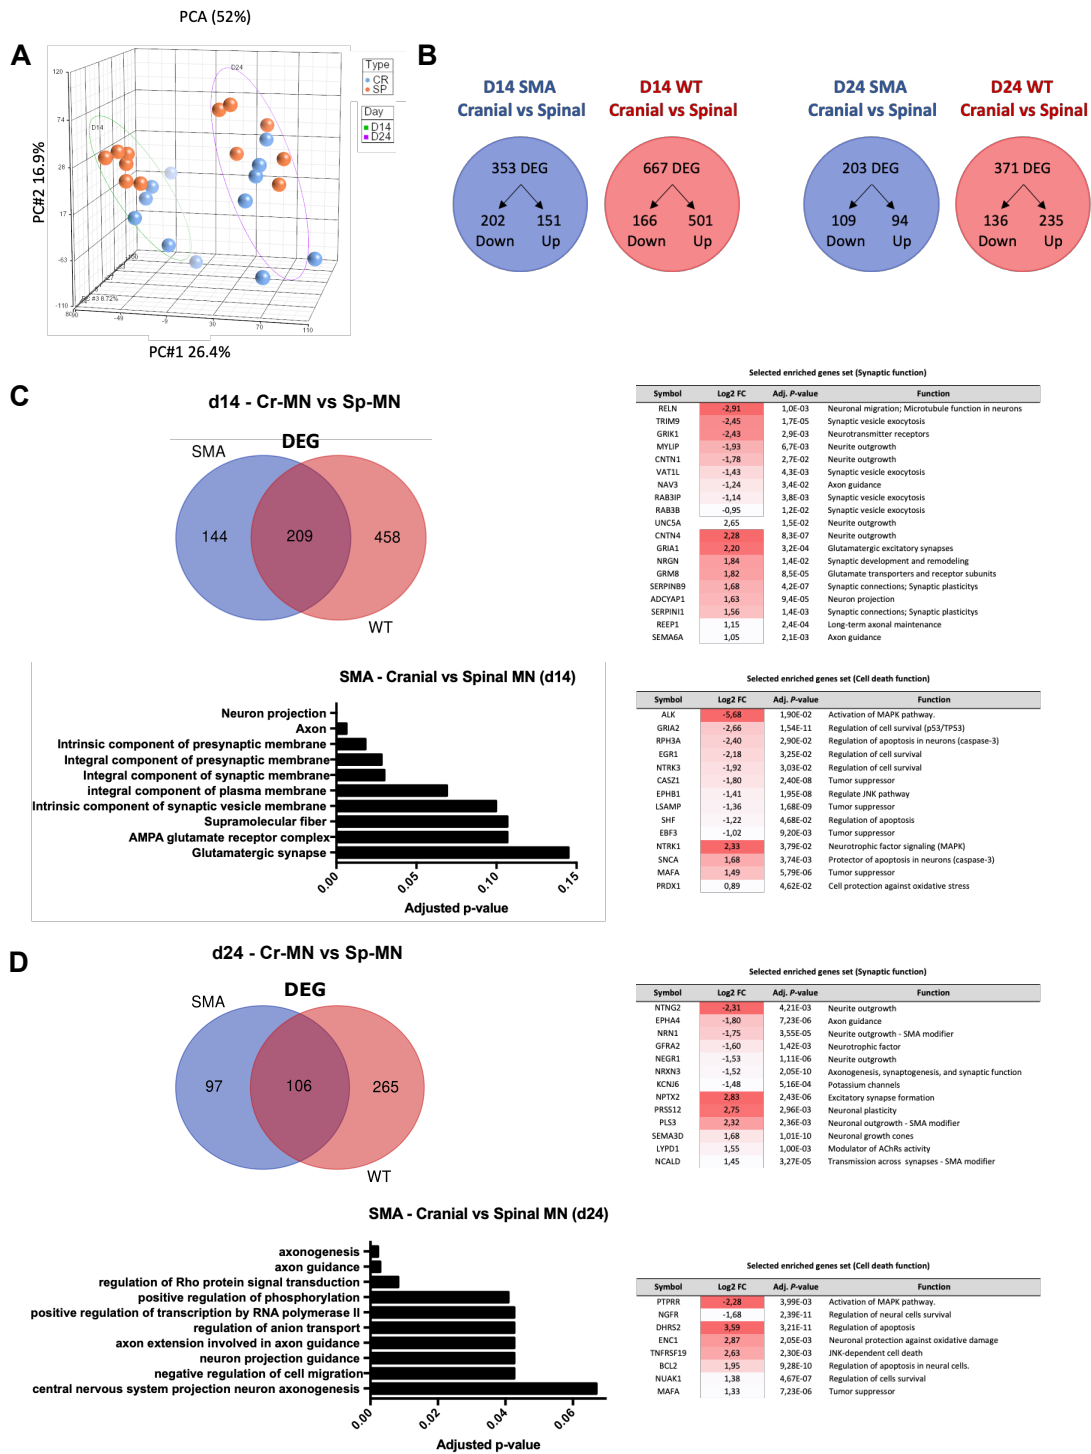 PCA (52%)
A
120
74
28
17
-63
-110
PC#2 16.9%
D14
D24
PC #3 8.72%
-49
-9
30
70
110
PC#1 26.4%
Type
CR
SP
Day
D14
D24
B
D14 SMA
Cranial vs Spinal
D14 WT
Cranial vs Spinal
D24 SMA
Cranial vs Spinal
D24 WT
Cranial vs Spinal
353 DEG
202 151
Down Up
667 DEG
166 501
Down Up
203 DEG
109 94
Down Up
371 DEG
136 235
Down Up
C
d14 - Cr-MN vs Sp-MN
DEG
SMA
144 209 458
WT
Selected enriched genes set (Synaptic function)
Symbol Log2 FC Adj. P-value Function
RELN -2,91 1,0E-03 Neuronal migration; Microtubule function in neurons
TRIM9 -2,45 1,7E-05 Synaptic vesicle exocytosis
GRIK1 -2,43 2,9E-03 Neurotransmitter receptors
MYLIP -1,93 6,7E-03 Neurite outgrowth
CNTN1 -1,78 2,7E-02 Neurite outgrowth
VAT1L -1,43 4,3E-03 Synaptic vesicle exocytosis
NAV3 -1,24 3,4E-02 Axon guidance
RAB3IP -1,14 3,8E-03 Synaptic vesicle exocytosis
RAB3B -0,95 1,2E-02 Synaptic vesicle exocytosis
UNC5A 2,65 1,5E-02 Neurite outgrowth
CNTN4 2,28 8,3E-07 Neurite outgrowth
GRIA1 2,20 3,2E-04 Glutamatergic excitatory synapses
NRGN 1,84 1,4E-02 Synaptic development and remodeling
GRM8 1,82 8,5E-05 Glutamate transporters and receptor subunits
SERPINB9 1,68 4,2E-07 Synaptic connections; Synaptic plasticitys
ADCYAP1 1,63 9,4E-05 Neuron projection
SERPINI1 1,56 1,4E-03 Synaptic connections; Synaptic plasticitys
REEP1 1,15 2,4E-04 Long-term axonal maintenance
SEMA6A 1,05 2,1E-03 Axon guidance
SMA - Cranial vs Spinal MN (d14)
Neuron projection
Axon
Intrinsic component of presynaptic membrane
Integral component of presynaptic membrane
Integral component of synaptic membrane
integral component of plasma membrane
Intrinsic component of synaptic vesicle membrane
Supramolecular fiber
AMPA glutamate receptor complex
Glutamatergic synapse
0.00 0.05 0.10 0.15
Adjusted p-value
Selected enriched genes set (Cell death function)
Symbol Log2 FC Adj. P-value Function
ALK -5,68 1,90E-02 Activation of MAPK pathway.
GRIA2 -2,66 1,54E-11 Regulation of cell survival (p53/TP53)
RPH3A -2,40 2,90E-02 Regulation of apoptosis in neurons (caspase-3)
EGR1 -2,18 3,25E-02 Regulation of cell survival
NTRK3 -1,92 3,03E-02 Regulation of cell survival
CASZ1 -1,80 2,40E-08 Tumor suppressor
EPHB1 -1,41 1,95E-08 Regulate JNK pathway
LSAMP -1,36 1,68E-09 Tumor suppressor
SHF -1,22 4,68E-02 Regulation of apoptosis
EBF3 -1,02 9,20E-03 Tumor suppressor
NTRK1 2,33 3,79E-02 Neurotrophic factor signaling (MAPK)
SNCA 1,68 3,74E-03 Protector of apoptosis in neurons (caspase-3)
MAFA 1,49 5,79E-06 Tumor suppressor
PRDX1 0,89 4,62E-02 Cell protection against oxidative stress
D
d24 - Cr-MN vs Sp-MN
DEG
SMA
97 106 265
WT
Selected enriched genes set (Synaptic function)
Symbol Log2 FC Adj. P-value Function
NTNG2 -2,31 4,21E-03 Neurite outgrowth
EPHA4 -1,80 7,23E-06 Axon guidance
NRN1 -1,75 3,55E-05 Neurite outgrowth - SMA modifier
GFRA2 -1,60 1,42E-03 Neurotrophic factor
NEGR1 -1,53 1,11E-06 Neurite outgrowth
NRXN3 -1,52 2,05E-10 Axonogenesis, synaptogenesis, and synaptic function
KCNJ6 -1,48 5,16E-04 Potassium channels
NPTX2 2,83 2,43E-06 Excitatory synapse formation
PRSS12 2,75 2,96E-03 Neuronal plasticity
PLS3 2,32 2,36E-03 Neuronal outgrowth - SMA modifier
SEMA3D 1,68 1,01E-10 Neuronal growth cones
LYPD1 1,55 1,00E-03 Modulator of AChRs activity
NCALD 1,45 3,27E-05 Transmission across synapses - SMA modifier
SMA - Cranial vs Spinal MN (d24)
axonogenesis
axon guidance
regulation of Rho protein signal transduction
positive regulation of phosphorylation
positive regulation of transcription by RNA polymerase II
regulation of anion transport
axon extension involved in axon guidance
neuron projection guidance
negative regulation of cell migration
central nervous system projection neuron axonogenesis
0.00 0.02 0.04 0.06
Adjusted p-value
Selected enriched genes set (Cell death function)
Symbol Log2 FC Adj. P-value Function
PTPRR -2,28 3,99E-03 Activation of MAPK pathway.
NGFR -1,68 2,39E-11 Regulation of neural cells survival
DHRS2 3,59 3,21E-11 Regulation of apoptosis
ENC1 2,87 2,05E-03 Neuronal protection against oxidative damage
TNFRSF19 2,63 2,30E-03 JNK-dependent cell death
BCL2 1,95 9,28E-10 Regulation of apoptosis in neural cells.
NUAK1 1,38 4,67E-07 Regulation of cells survival
MAFA 1,33 7,23E-06 Tumor suppressor